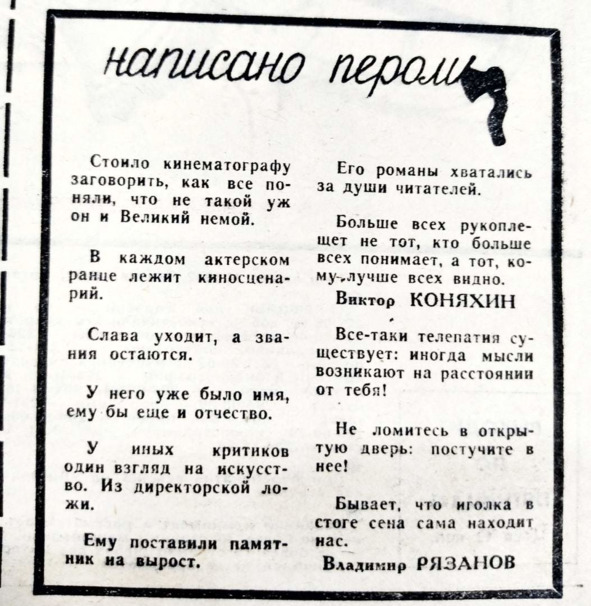 написано пером
Стоило кинематографу
заговорить, как все по-
няли, что не такой уж
он и Великий немой.
В каждом актерском
ранце лежит киносцена-
рий.
Слава уходит, а зва-
ния остаются.
У него уже было имя,
ему бы еще и отчество.
У иных критиков
один взгляд на искусст-
во. Из директорской ло-
жи.
Ему поставили памят-
ник на вырост.
Его романы хватались
за души читателей.
Больше всех рукопле-
щет не тот, кто больше
всех понимает, а тот, ко-
му лучше всех видно.
Виктор КОНЯХИН
Все-таки телепатия су-
ществует: иногда мысли
возникают на расстоянии
от тебя!
Не ломитесь в откры-
тую дверь: постучите в
нее!
Бывает, что иголка в
стоге сена сама находит
нас.
Владимир РЯЗАНОВ